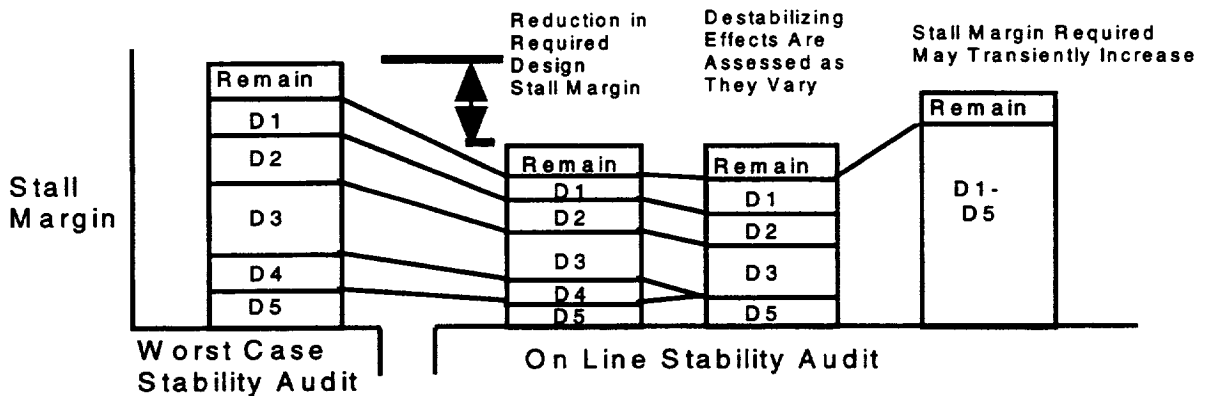 Reduction in
Required
Design
Stall Margin
Destabilizing
Effects Are
Assessed as
They Vary
Stall Margin Required
May Transiently Increase
Stall
Margin
Remain
D1
D2
D3
D4
D5
Remain
D1
D2
D3
D4
D5
Remain
D1
D2
D3
D5
Remain
D1-
D5
Worst Case
Stability Audit
On Line Stability Audit